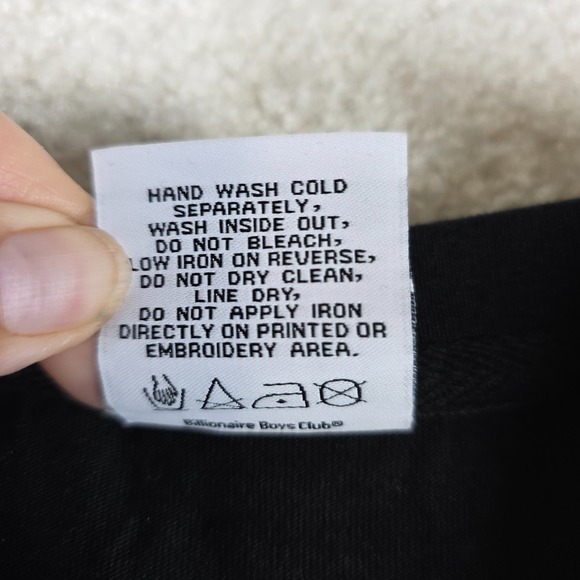 HAND WASH COLD
SEPARATELY,
WASH INSIDE OUT,
DO NOT BLEACH,
LOW IRON ON REVERSE,
DO NOT DRY CLEAN,
LINE DRY,
DO NOT APPLY IRON
DIRECTLY ON PRINTED OR
EMBROIDERY AREA.
Billionaire Boys Club®